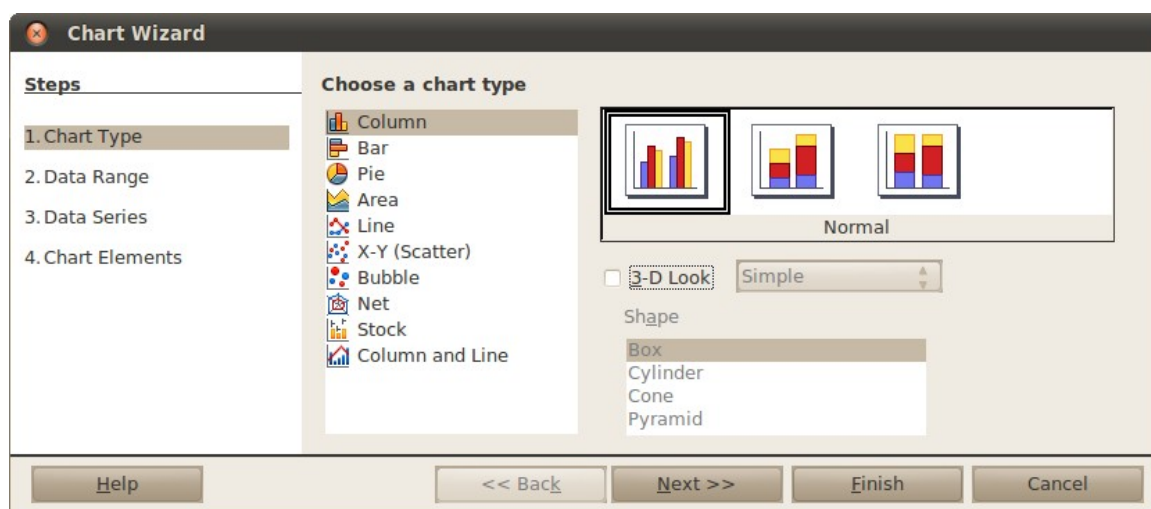 Chart Wizard
Steps
1. Chart Type
2. Data Range
3. Data Series
4. Chart Elements
Choose a chart type
Column
Bar
Pie
Area
Line
X-Y (Scatter)
Bubble
Net
Stock
Column and Line
Normal
3-D Look
Simple
Shape
Box
Cylinder
Cone
Pyramid
Help
<< Back
Next >>
Finish
Cancel